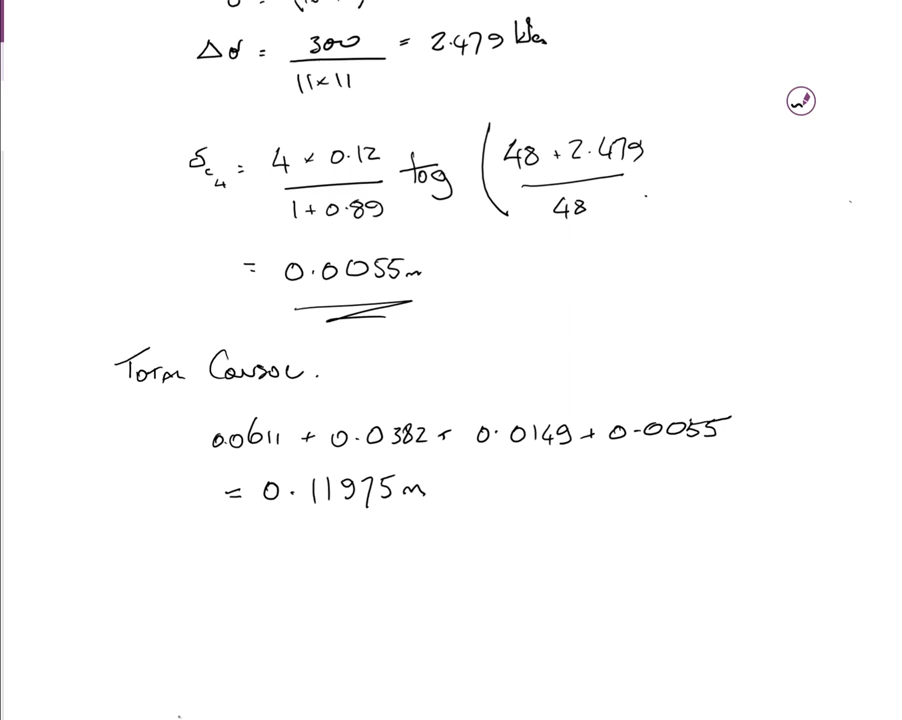 Δσ = 300 / 11×11 = 2.479 kPa
δc4 = 4 × 0.12 / 1 + 0.89 log (48 + 2.479 / 48
= 0.0055m
Total Consol.
0.0611 + 0.0382 + 0.0149 + 0.0055
= 0.11975m